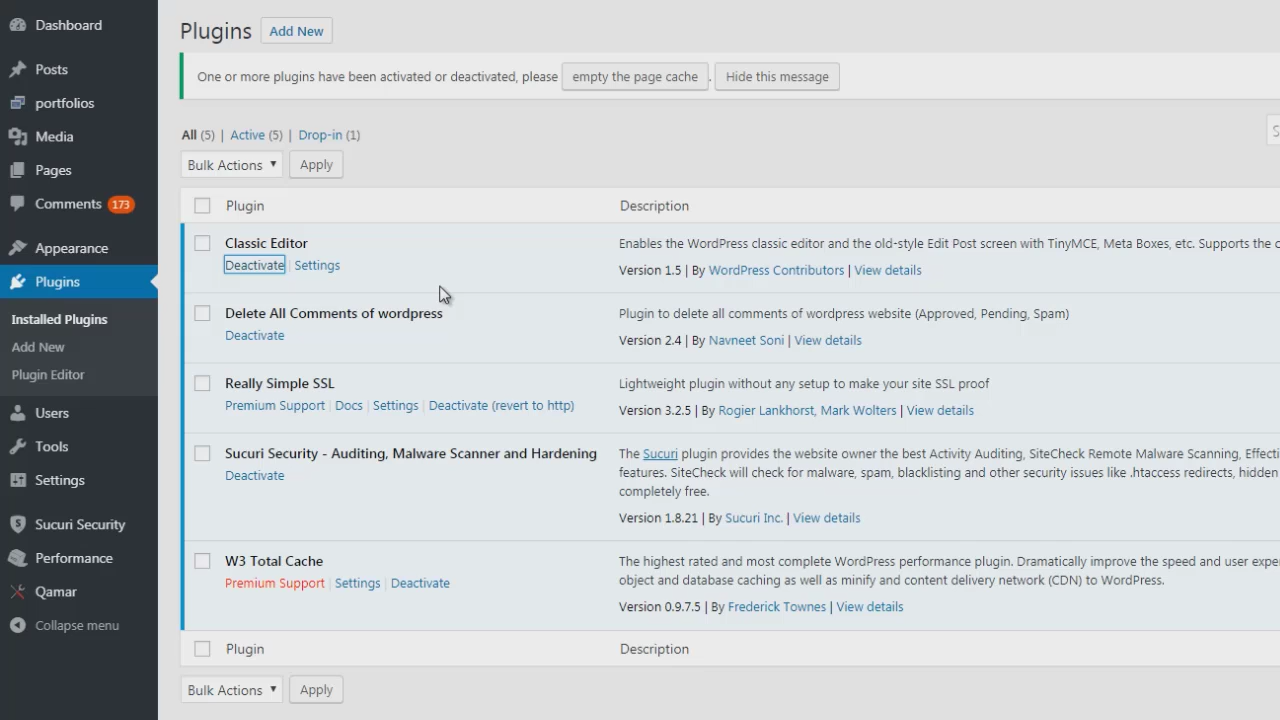 Dashboard
Posts
portfolios
Media
Pages
Comments 173
Appearance
Plugins
Installed Plugins
Add New
Plugin Editor
Users
Tools
Settings
Sucuri Security
Performance
Qamar
Collapse menu
Plugins Add New
One or more plugins have been activated or deactivated, please empty the page cache . Hide this message
All (5) | Active (5) | Drop-in (1)
Bulk Actions Apply
Plugin Description
Classic Editor
Deactivate | Settings
Enables the WordPress classic editor and the old-style Edit Post screen with TinyMCE, Meta Boxes, etc. Supports the
Version 1.5 | By WordPress Contributors | View details
Delete All Comments of wordpress
Deactivate
Plugin to delete all comments of wordpress website (Approved, Pending, Spam)
Version 2.4 | By Navneet Soni | View details
Really Simple SSL
Premium Support | Docs | Settings | Deactivate (revert to http)
Lightweight plugin without any setup to make your site SSL proof
Version 3.2.5 | By Rogier Lankhorst, Mark Wolters | View details
Sucuri Security - Auditing, Malware Scanner and Hardening
Deactivate
The Sucuri plugin provides the website owner the best Activity Auditing, SiteCheck Remote Malware Scanning,
features. SiteCheck will check for malware, spam, blacklisting and other security issues like .htaccess redirects, hidden
completely free.
Version 1.8.21 | By Sucuri Inc. | View details
W3 Total Cache
Premium Support | Settings | Deactivate
The highest rated and most complete WordPress performance plugin. Dramatically improve the speed and user
object and database caching as well as minify and content delivery network (CDN) to WordPress.
Version 0.9.7.5 | By Frederick Townes | View details
Plugin Description
Bulk Actions Apply